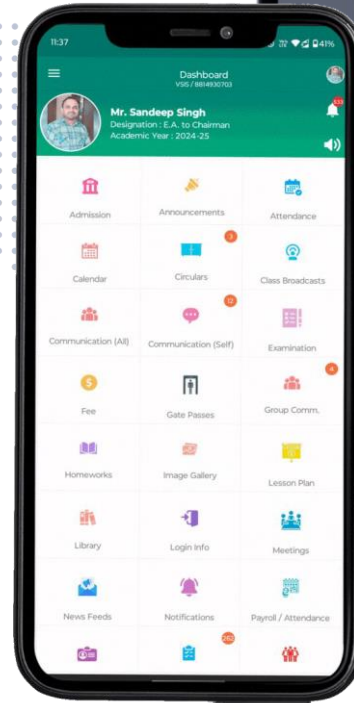 11:37
41%
Dashboard
VSIS / 8814930703
Mr. Sandeep Singh
Designation : E.A. to Chairman
Academic Year : 2024-25
Admission
Announcements
Attendance
3
Calendar
Circulars
Class Broadcasts
12
Communication (All)
Communication (Self)
Examination
4
Fee
Gate Passes
Group Comm.
Homeworks
Image Gallery
Lesson Plan
Library
Login Info
Meetings
News Feeds
Notifications
Payroll / Attendance
262